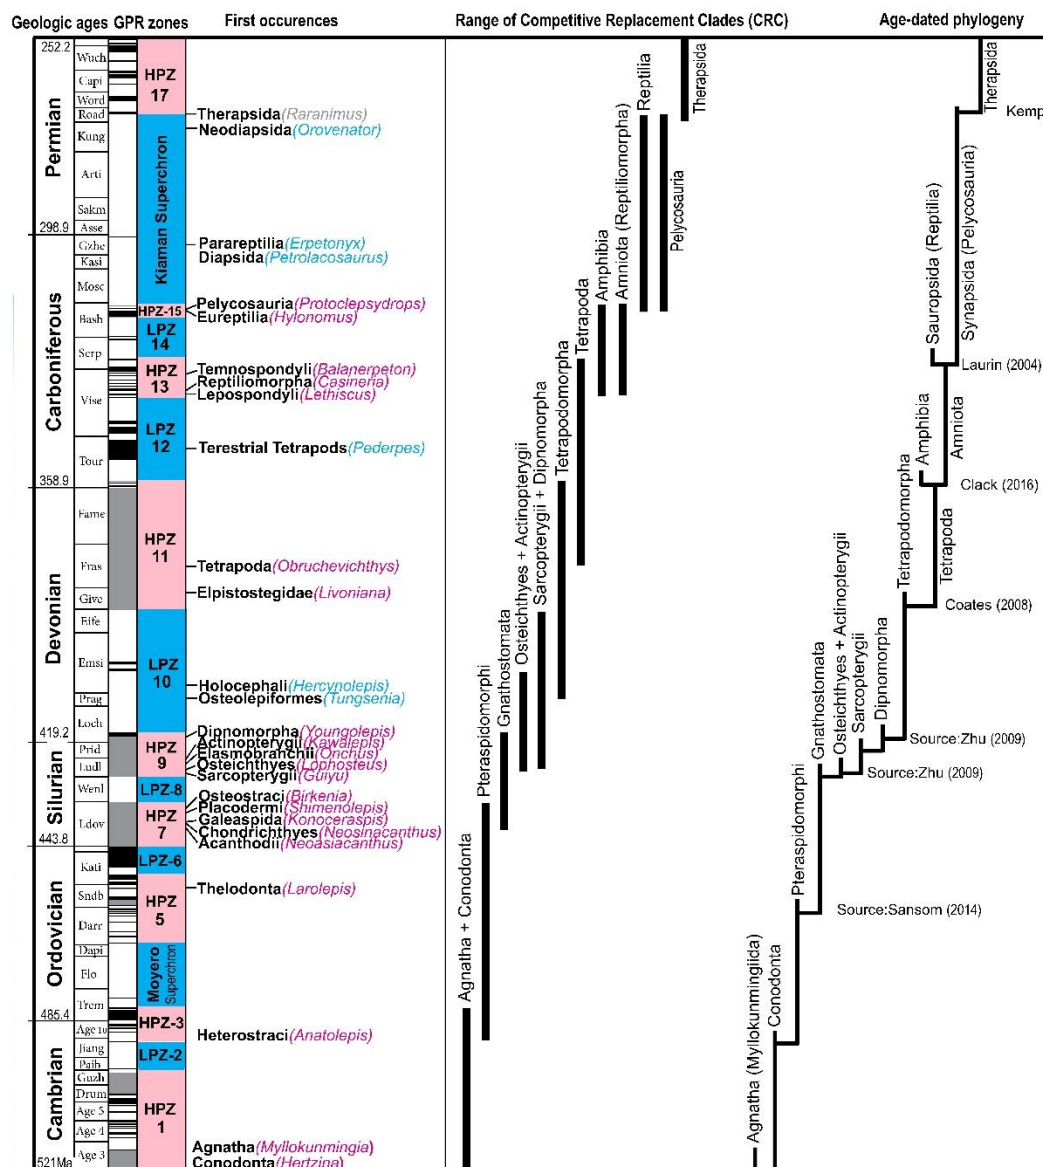 Geologic ages GPR zones First occurences Range of Competitive Replacement Clades (CRC) Age-dated phylogeny
Permian
Carboniferous
Devonian
Silurian
Ordovician
Cambrian
252.2
298.9
358.9
419.2
443.8
485.4
521Ma
Wuch
Capi
Word
Road
Kung
Arti
Sakm
Asse
Gzhe
Kasi
Mosc
Bash
Serp
Vise
Tour
Fame
Fras
Give
Eife
Emsi
Prag
Loch
Prid
Ludl
Wenl
Ldov
Kati
Sndb
Darr
Dapi
Flo
Trem
Age 10
Jiang
Paib
Guzh
Drum
Age 5
Age 4
Age 3
HPZ
17
Kiaman Superchron
HPZ-15
LPZ
14
HPZ
13
LPZ
12
HPZ
11
LPZ
10
HPZ
9
LPZ-8
HPZ
7
LPZ-6
HPZ
5
Moyero
Superchron
HPZ-3
LPZ-2
HPZ
1
Therapsida(Raranimus)
Neodiapsida(Orovenator)
Parareptilia(Erpetonyx)
Diapsida(Petrolacosaurus)
Pelycosauria(Protoclepsydrops)
Eureptilia(Hylonomus)
Temnospondyli(Balanerpeton)
Reptiliomorpha(Casineria)
Lepospondyli(Lethiscus)
Terestrial Tetrapods(Pederpes)
Tetrapoda(Obruchevichthys)
Elpistostegidae(Livoniana)
Holocephali(Hercynolepis)
Osteolepiformes(Tungsenia)
Dipnomorpha(Youngolepis)
Actinopterygii(Kawalepis)
Elasmobranchii(Onchus)
Osteichthyes(Lophosteus)
Sarcopterygii(Guiyu)
Osteostraci(Birkenia)
Placodermi(Shimenolepis)
Galeaspida(Konoceraspis)
Chondrichthyes(Neosinacanthus)
Acanthodii(Neoasiacanthus)
Thelodonta(Larolepis)
Heterostraci(Anatolepis)
Agnatha(Myllokunmingia)
Conodonta(Hertzina)
Agnatha + Conodonta
Pteraspidomorphi
Gnathostomata
Osteichthyes + Actinopterygii
Sarcopterygii + Dipnomorpha
Tetrapodomorpha
Tetrapoda
Amphibia
Amniota (Reptiliomorpha)
Reptilia
Pelycosauria
Therapsida
Agnatha (Myllokunmingiida)
Conodonta
Pteraspidomorphi
Gnathostomata
Osteichthyes + Actinopterygii
Sarcopterygii
Dipnomorpha
Tetrapodomorpha
Tetrapoda
Amphibia
Amniota
Sauropsida (Reptilia)
Synapsida (Pelycosauria)
Therapsida
Kemp
Laurin (2004)
Clack (2016)
Coates (2008)
Source:Zhu (2009)
Source:Zhu (2009)
Source:Sansom (2014)